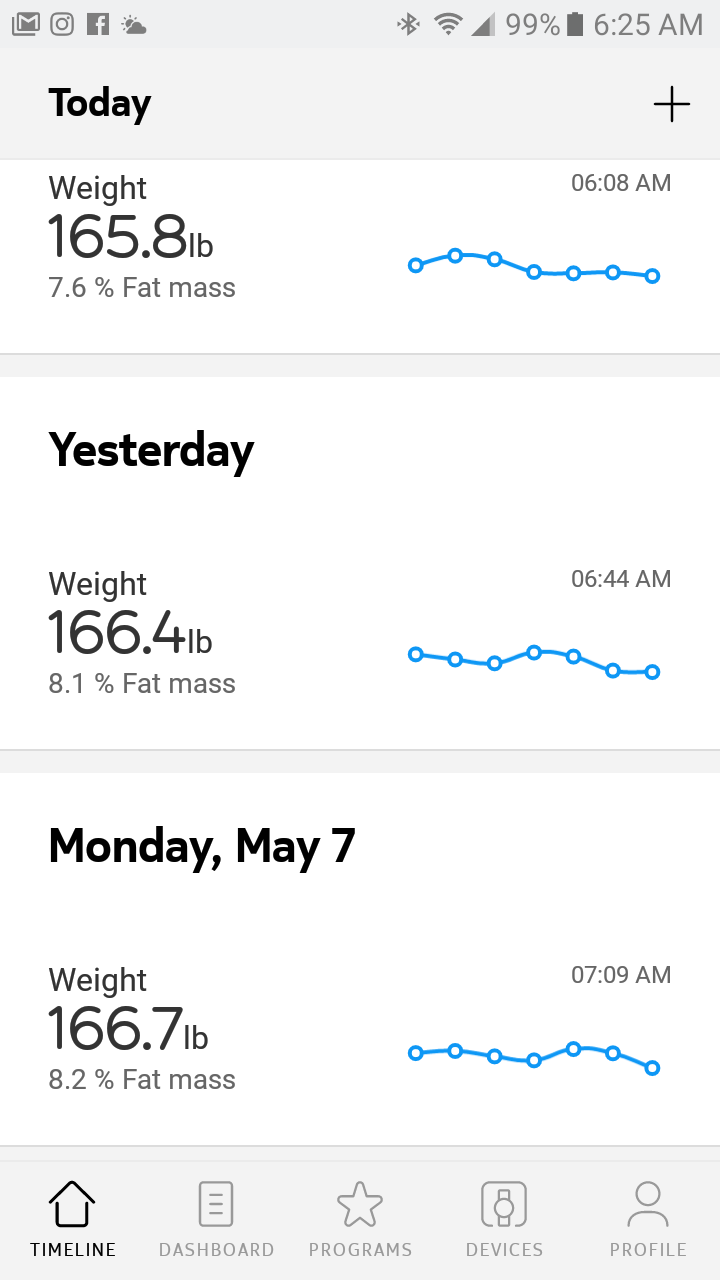 99% 6:25 AM
Today
Weight 06:08 AM
165.8lb
7.6 % Fat mass
Yesterday
Weight 06:44 AM
166.4lb
8.1 % Fat mass
Monday, May 7
Weight 07:09 AM
166.7lb
8.2 % Fat mass
TIMELINE DASHBOARD PROGRAMS DEVICES PROFILE